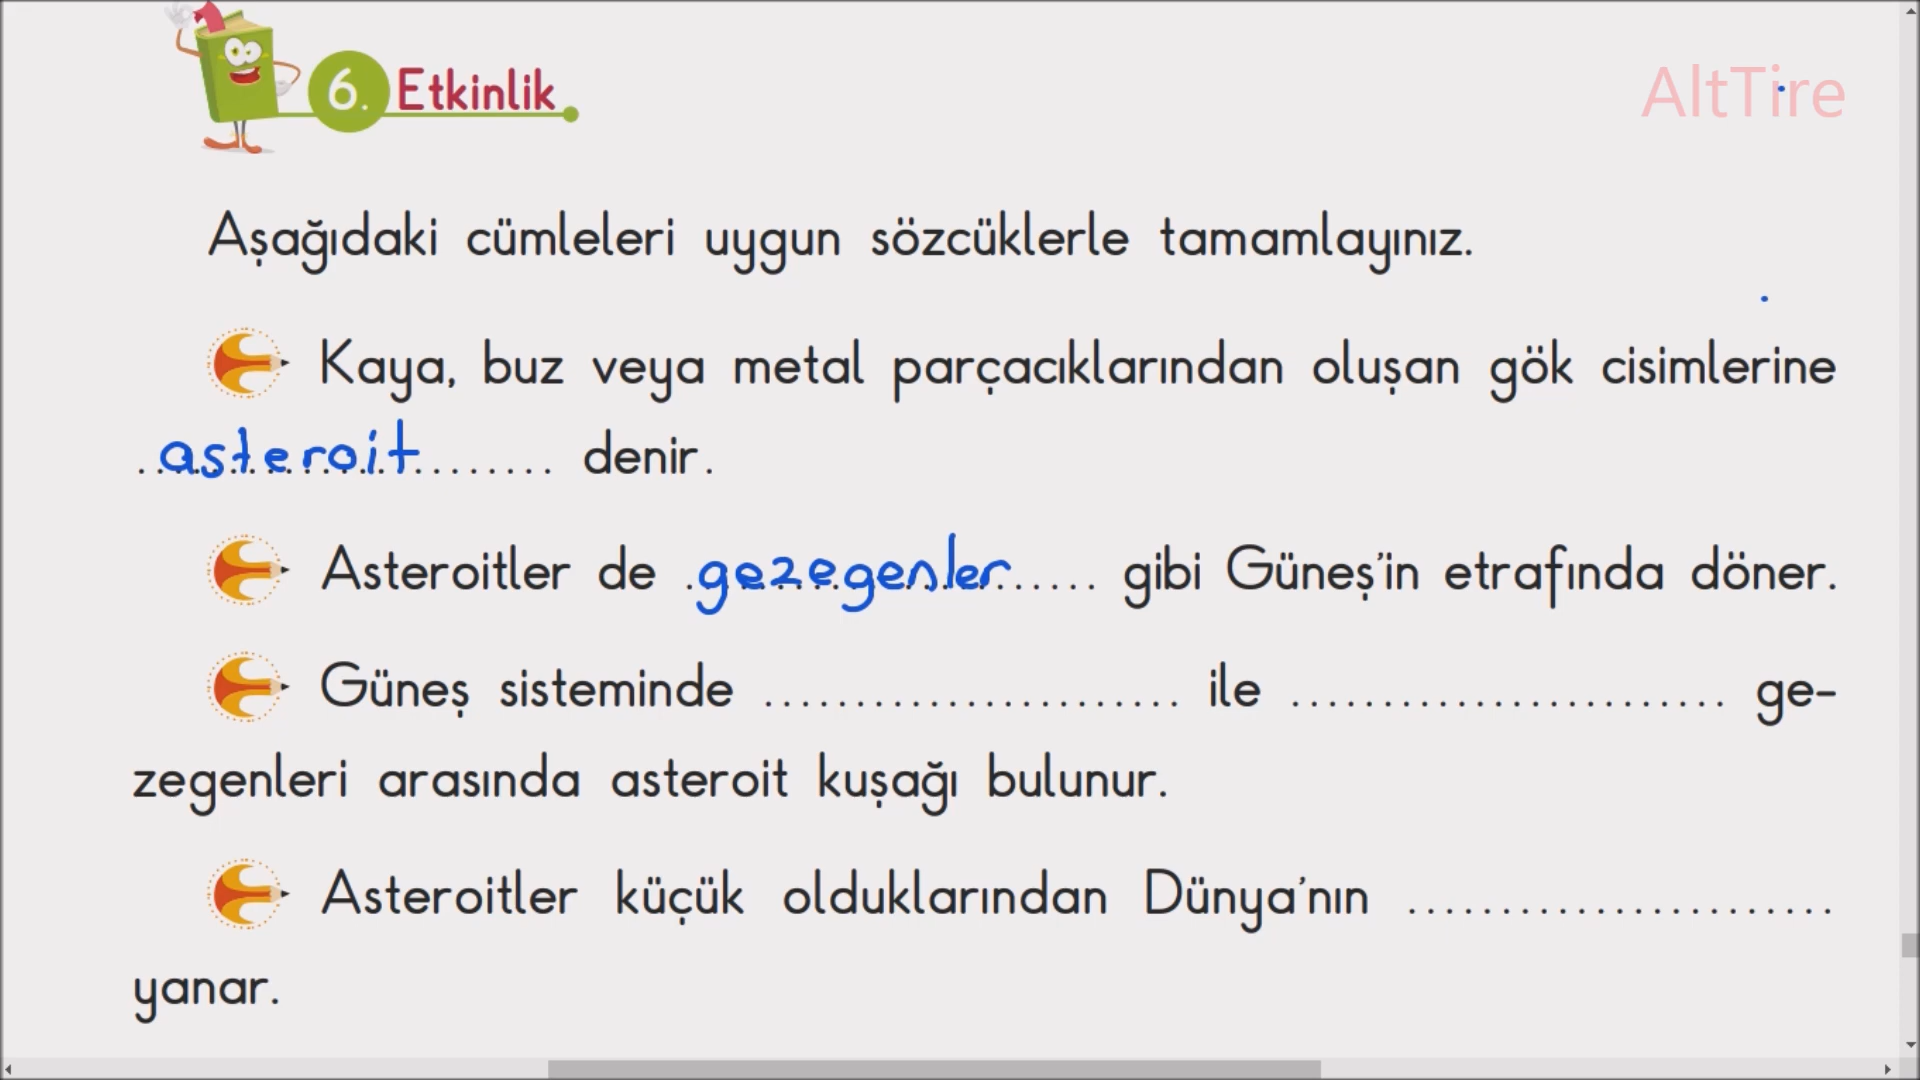 6. Etkinlik
AltTire
Aşağıdaki cümleleri uygun sözcüklerle tamamlayınız.
Kaya, buz veya metal parçacıklarından oluşan gök cisimlerine
asteroit ........ denir.
Asteroitler de gezegenler ..... gibi Güneş'in etrafında döner.
Güneş sisteminde ....................... ile ........................ ge-
zegenleri arasında asteroit kuşağı bulunur.
Asteroitler küçük olduklarından Dünya'nın .......................
yanar.